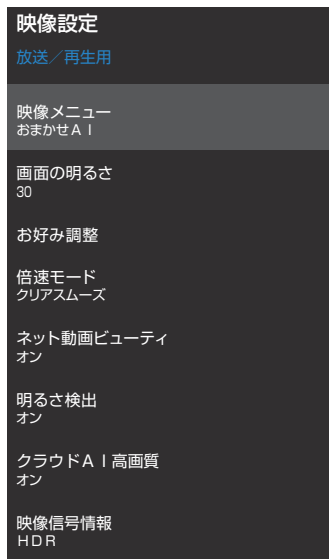 映像設定
放送／再生用
映像メニュー
おまかせＡＩ
画面の明るさ
30
お好み調整
倍速モード
クリアスムーズ
ネット動画ビューティ
オン
明るさ検出
オン
クラウドＡＩ高画質
オン
映像信号情報
ＨＤＲ